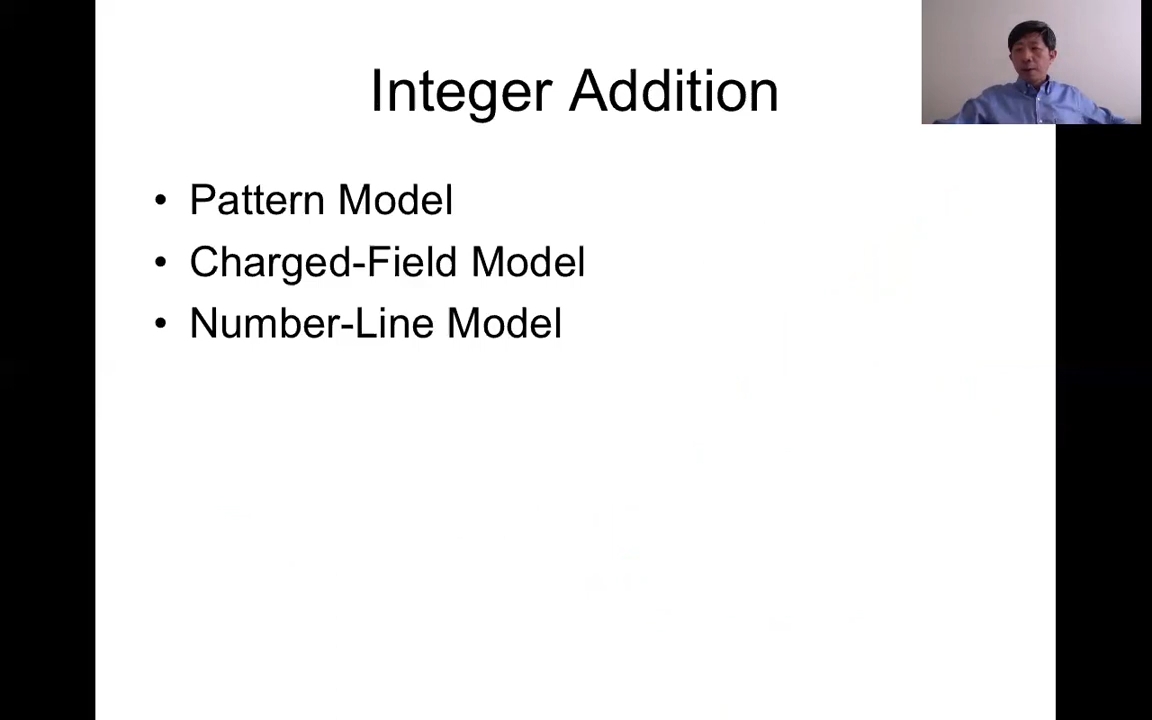 Integer Addition
• Pattern Model
• Charged-Field Model
• Number-Line Model